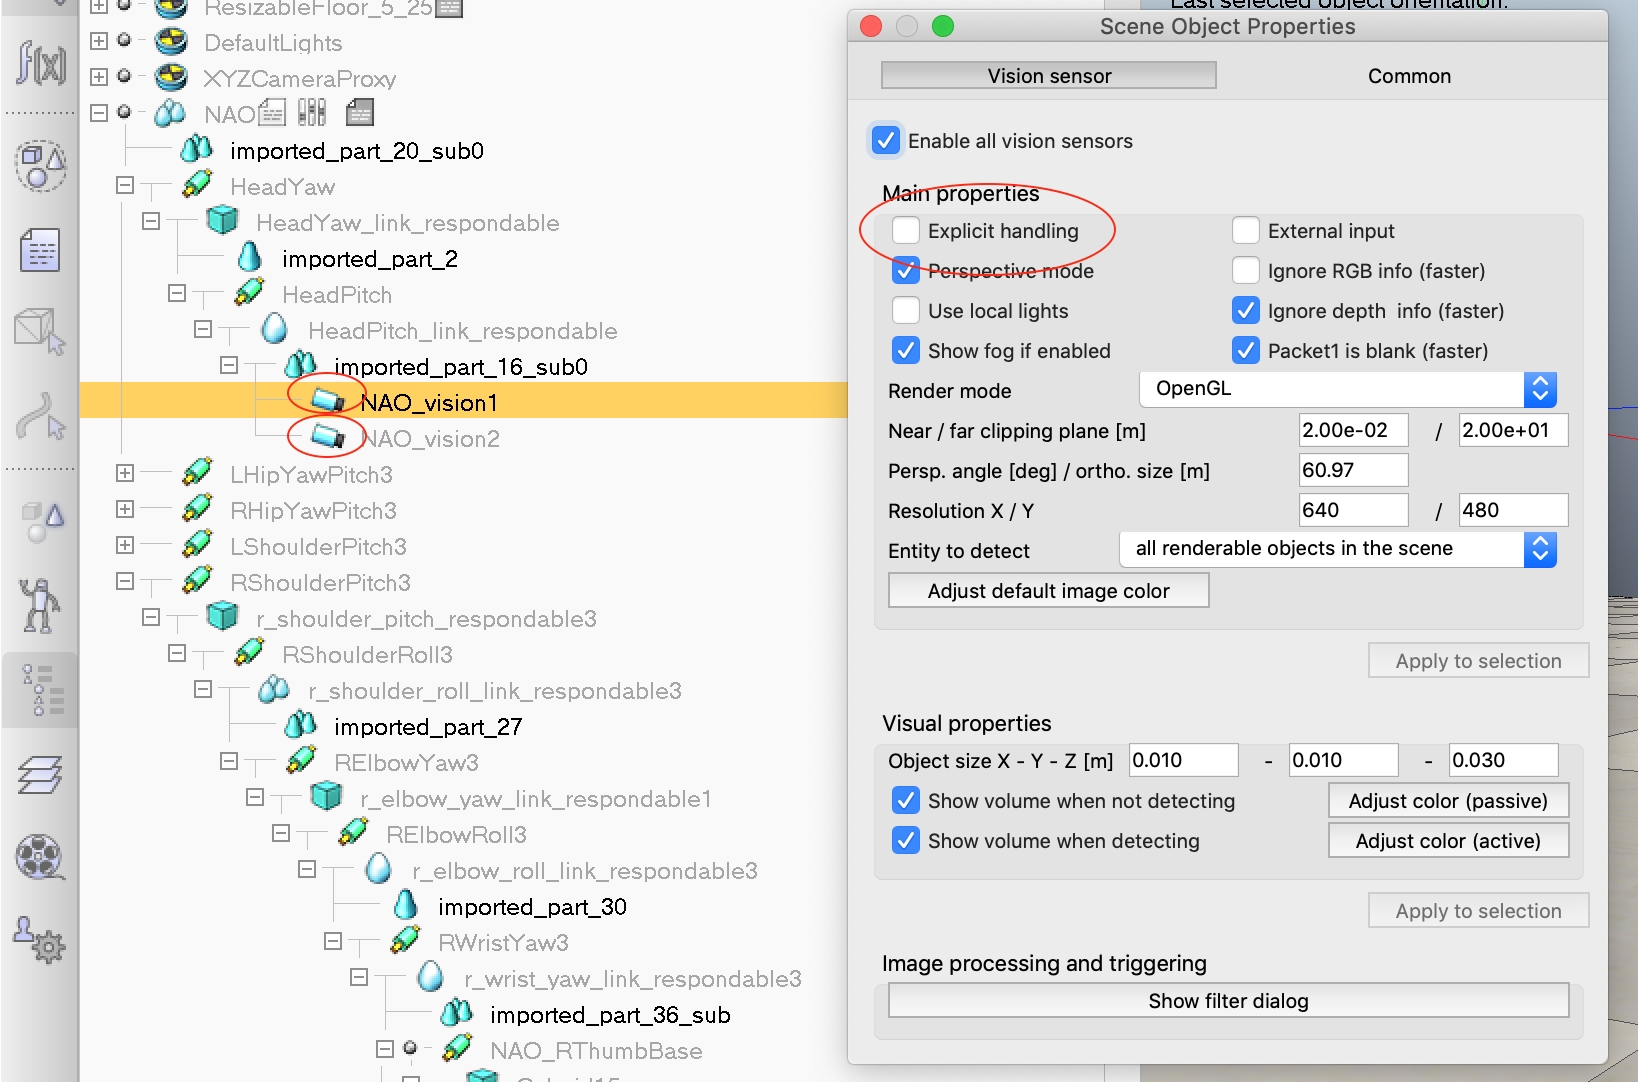 ResizableFloor_5_25
DefaultLights
XYZCameraProxy
NAO
imported_part_20_sub0
HeadYaw
HeadYaw_link_respondable
imported_part_2
HeadPitch
HeadPitch_link_respondable
imported_part_16_sub0
NAO_vision1
NAO_vision2
LHipYawPitch3
RHipYawPitch3
LShoulderPitch3
RShoulderPitch3
r_shoulder_pitch_respondable3
RShoulderRoll3
r_shoulder_roll_link_respondable3
imported_part_27
RElbowYaw3
r_elbow_yaw_link_respondable1
RElbowRoll3
r_elbow_roll_link_respondable3
imported_part_30
RWristYaw3
r_wrist_yaw_link_respondable3
imported_part_36_sub
NAO_RThumbBase
f(x)
Last selected object orientation:
Scene Object Properties
Vision sensor Common
Enable all vision sensors
Main properties
Explicit handling External input
Perspective mode Ignore RGB info (faster)
Use local lights Ignore depth info (faster)
Show fog if enabled Packet1 is blank (faster)
Render mode OpenGL
Near / far clipping plane [m] 2.00e-02 / 2.00e+01
Persp. angle [deg] / ortho. size [m] 60.97
Resolution X / Y 640 / 480
Entity to detect all renderable objects in the scene
Adjust default image color
Apply to selection
Visual properties
Object size X - Y - Z [m] 0.010 - 0.010 - 0.030
Show volume when not detecting Adjust color (passive)
Show volume when detecting Adjust color (active)
Apply to selection
Image processing and triggering
Show filter dialog